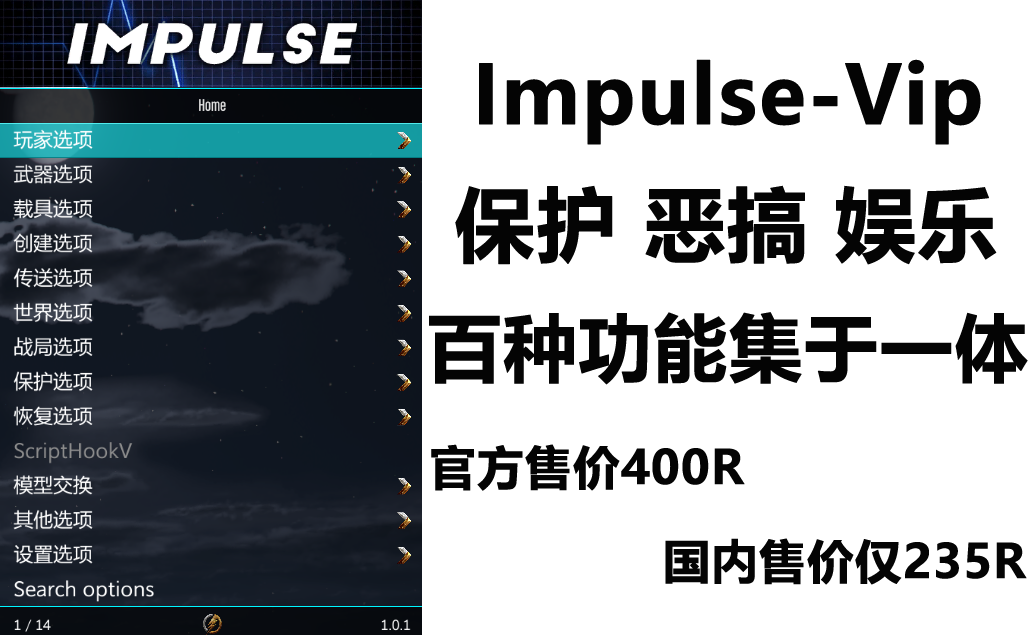 IMPULSE
Home
玩家选项
武器选项
载具选项
创建选项
传送选项
世界选项
战局选项
保护选项
恢复选项
ScriptHookV
模型交换
其他选项
设置选项
Search options
1 / 14
1.0.1
Impulse-Vip
保护 恶搞 娱乐
百种功能集于一体
官方售价400R
国内售价仅235R